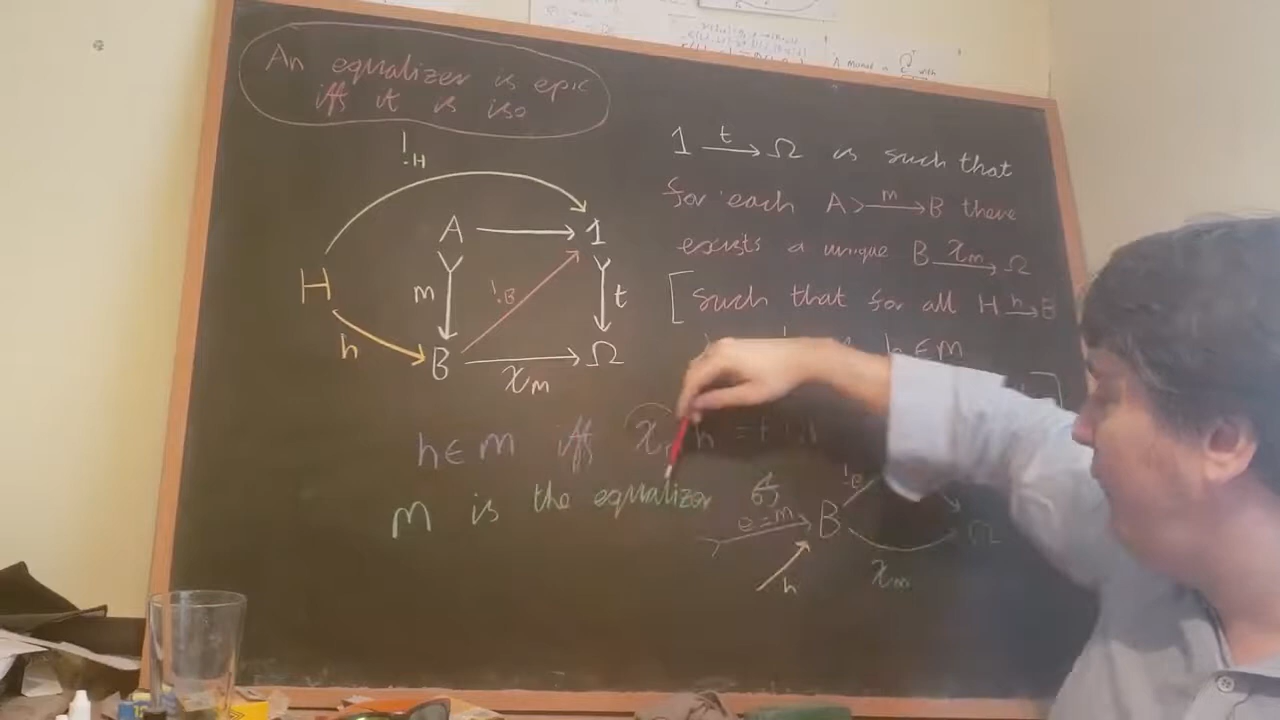 An equalizer is epic
iff it is iso
!H
A
1
H
m
!B
t
h
B
Ω
χm
1 t→ Ω is such that
for each A >m→ B there
exists a unique B χm→ Ω
[such that for all H h→ B
h∈m
]
h∈m iff χ h = t
m is the equalizer of
e=m
B
!B
Ω
h
χm